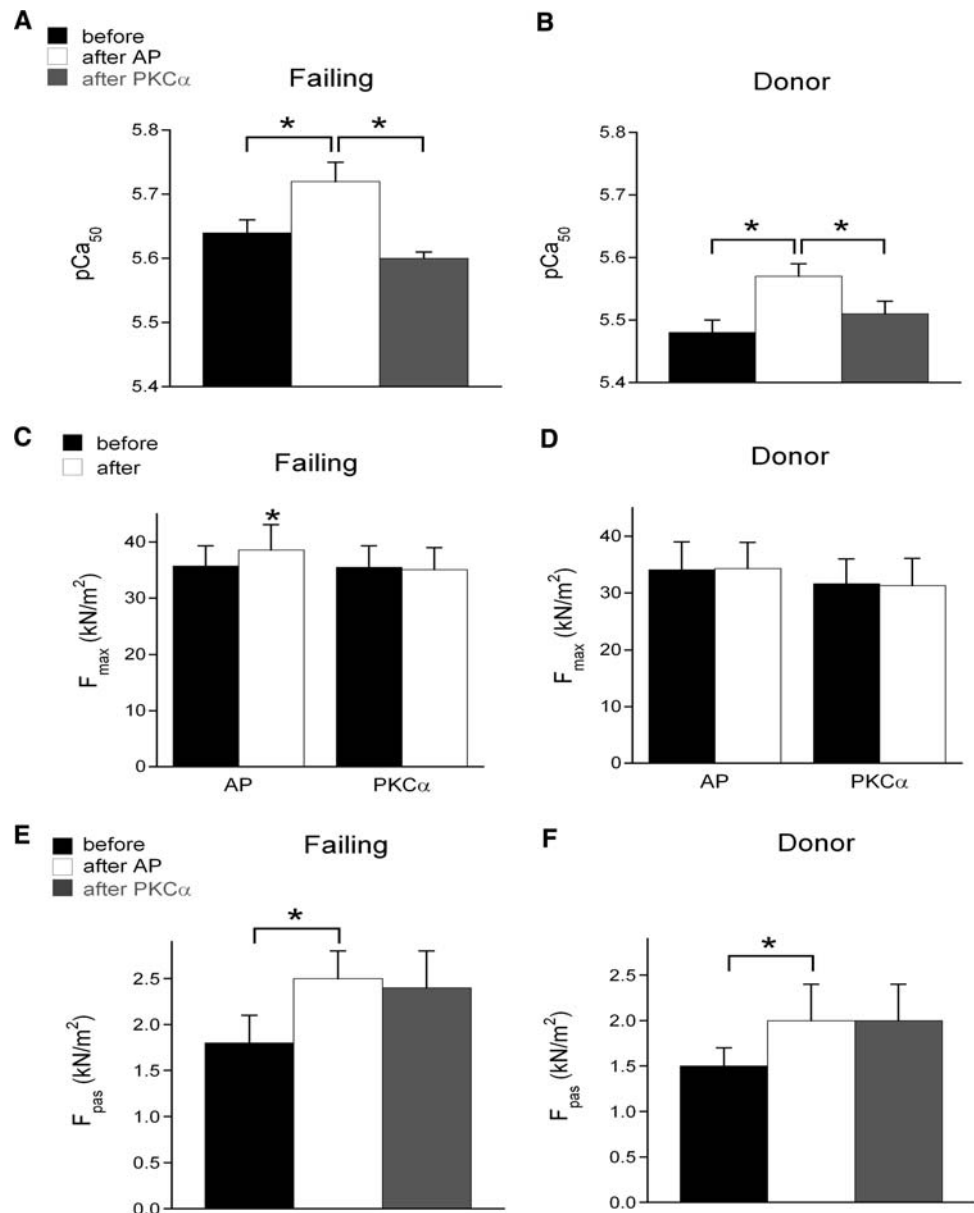 A
before
after AP
after PKCα
Failing
pCa50
5.8
5.7
5.6
5.5
5.4
*
*
B
Donor
pCa50
5.8
5.7
5.6
5.5
5.4
*
*
C
before
after
Failing
Fmax (kN/m²)
40
30
20
10
0
*
AP PKCα
D
Donor
Fmax (kN/m²)
40
30
20
10
0
AP PKCα
E
before
after AP
after PKCα
Failing
Fpas (kN/m²)
2.5
2.0
1.5
1.0
0.5
0.0
*
F
Donor
Fpas (kN/m²)
2.5
2.0
1.5
1.0
0.5
0.0
*